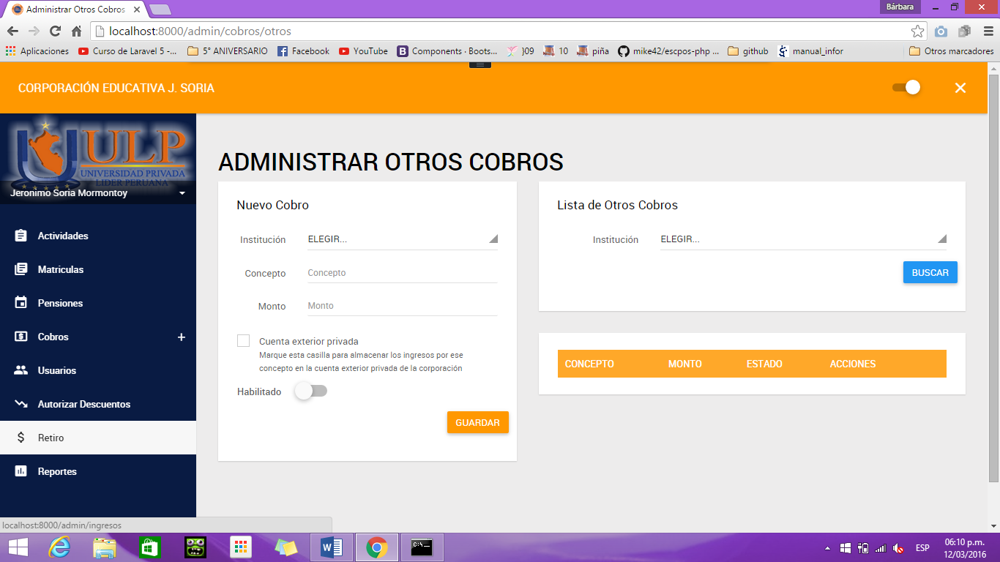 Administrar Otros Cobros
Bárbara
localhost:8000/admin/cobros/otros
Aplicaciones
Curso de Laravel 5 -...
5° ANIVERSARIO
Facebook
YouTube
Components · Boots...
)09
10
piña
mike42/escpos-php ...
github
manual_infor
Otros marcadores
CORPORACIÓN EDUCATIVA J. SORIA
ULP
UNIVERSIDAD PRIVADA
LIDER PERUANA
Jeronimo Soria Mormontoy
Actividades
Matriculas
Pensiones
Cobros
Usuarios
Autorizar Descuentos
Retiro
Reportes
ADMINISTRAR OTROS COBROS
Nuevo Cobro
Institución ELEGIR...
Concepto Concepto
Monto Monto
Cuenta exterior privada
Marque esta casilla para almacenar los ingresos por ese
concepto en la cuenta exterior privada de la corporación
Habilitado
GUARDAR
Lista de Otros Cobros
Institución ELEGIR...
BUSCAR
CONCEPTO MONTO ESTADO ACCIONES
localhost:8000/admin/ingresos
ESP
06:10 p.m.
12/03/2016